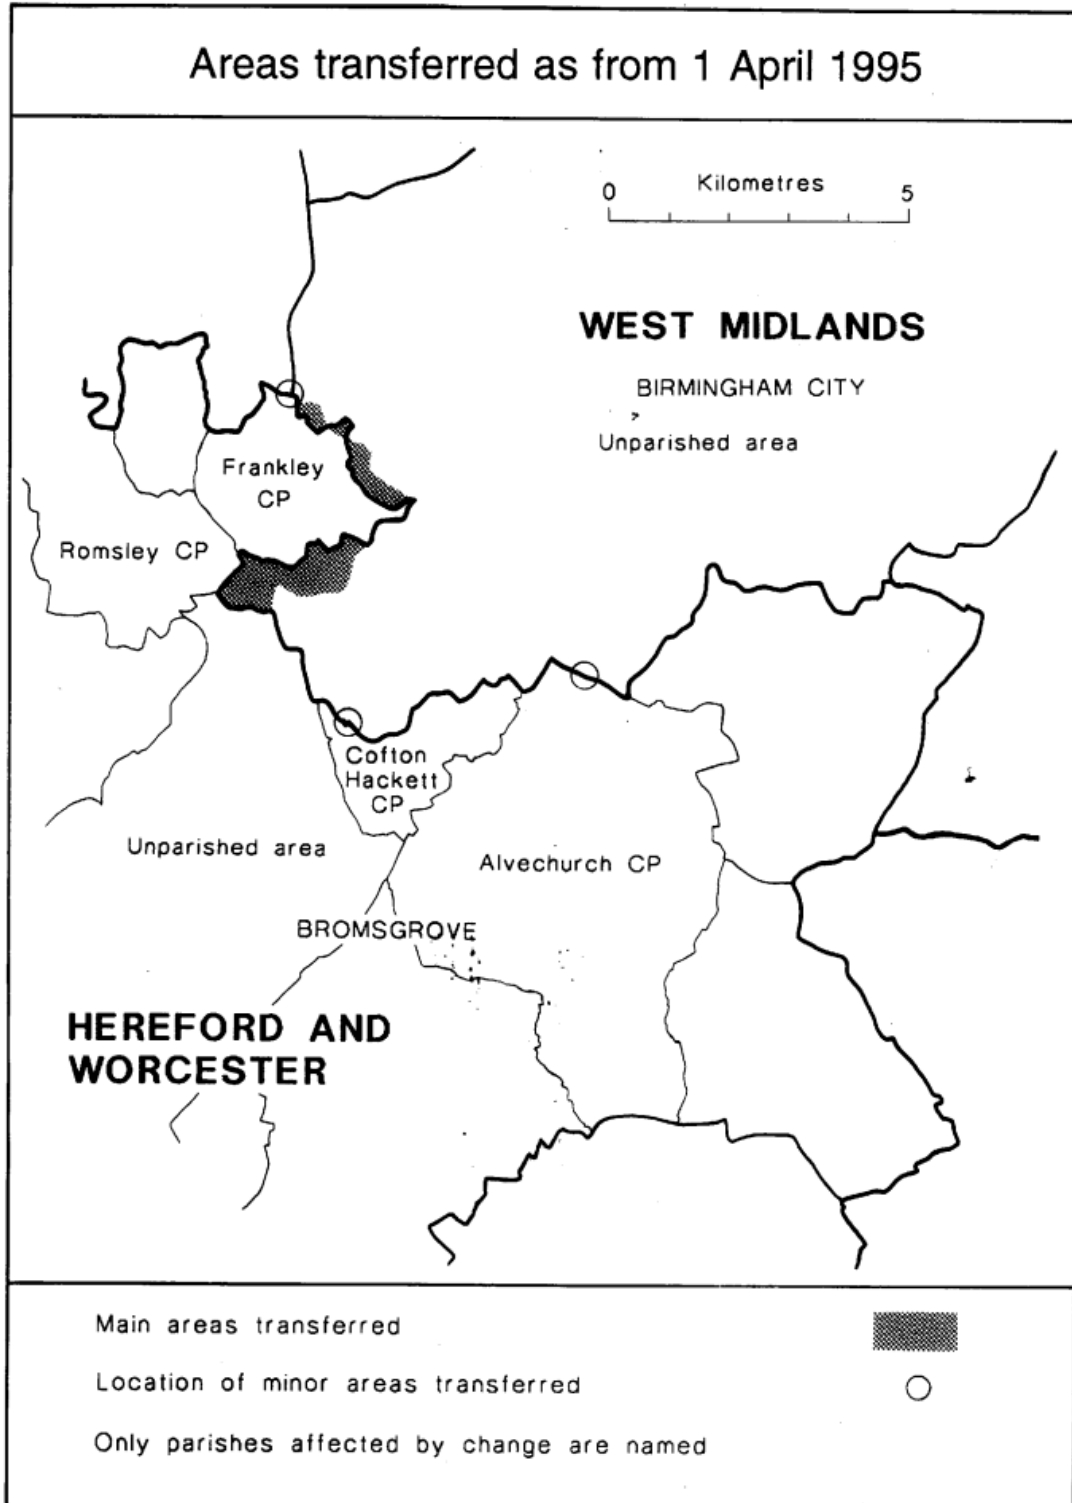 Areas transferred as from 1 April 1995
Kilometres
0 5
WEST MIDLANDS
BIRMINGHAM CITY
Unparished area
Frankley
CP
Romsley CP
Cofton
Hackett
CP
Unparished area
Alvechurch CP
BROMSGROVE
HEREFORD AND
WORCESTER
Main areas transferred
Location of minor areas transferred
Only parishes affected by change are named